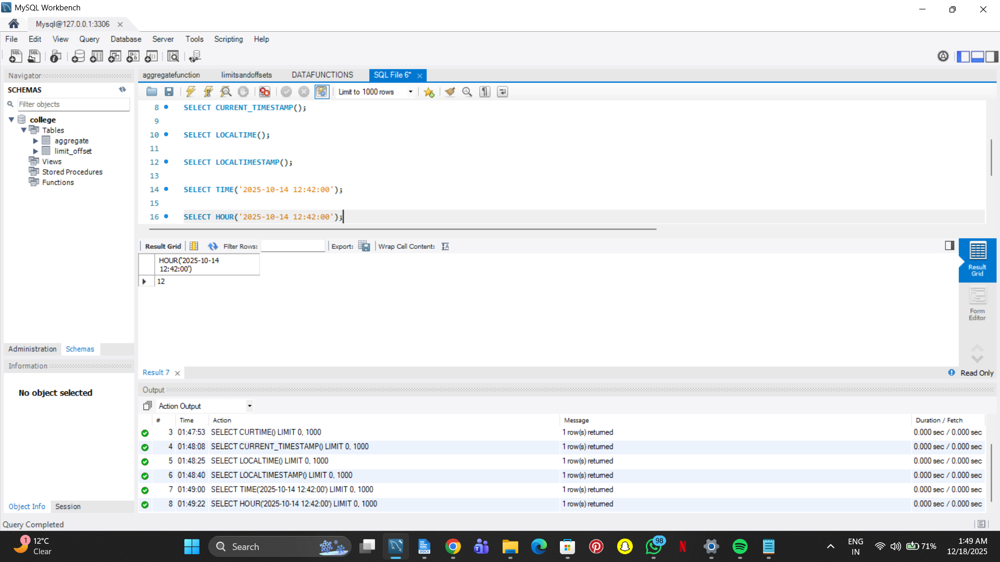 MySQL Workbench
Mysql@127.0.0.1:3306
File Edit View Query Database Server Tools Scripting Help
Navigator
SCHEMAS
Filter objects
college
Tables
aggregate
limit_offset
Views
Stored Procedures
Functions
Administration Schemas
Information
No object selected
Object Info Session
aggregatefunction limitsandoffsets DATAFUNCTIONS SQL File 6*
Limit to 1000 rows
8 SELECT CURRENT_TIMESTAMP();
9
10 SELECT LOCALTIME();
11
12 SELECT LOCALTIMESTAMP();
13
14 SELECT TIME('2025-10-14 12:42:00');
15
16 SELECT HOUR('2025-10-14 12:42:00');
Result Grid Filter Rows: Export: Wrap Cell Content:
HOUR('2025-10-14
12:42:00')
12
Result
Grid
Form
Editor
Result 7
Read Only
Output
Action Output
# Time Action Message Duration / Fetch
3 01:47:53 SELECT CURTIME() LIMIT 0, 1000 1 row(s) returned 0.000 sec / 0.000 sec
4 01:48:08 SELECT CURRENT_TIMESTAMP() LIMIT 0, 1000 1 row(s) returned 0.000 sec / 0.000 sec
5 01:48:25 SELECT LOCALTIME() LIMIT 0, 1000 1 row(s) returned 0.000 sec / 0.000 sec
6 01:48:40 SELECT LOCALTIMESTAMP() LIMIT 0, 1000 1 row(s) returned 0.000 sec / 0.000 sec
7 01:49:00 SELECT TIME('2025-10-14 12:42:00') LIMIT 0, 1000 1 row(s) returned 0.000 sec / 0.000 sec
8 01:49:22 SELECT HOUR('2025-10-14 12:42:00') LIMIT 0, 1000 1 row(s) returned 0.000 sec / 0.000 sec
Query Completed
1
12°C
Clear
Search
DOCX
98
ENG
IN
71%
1:49 AM
12/18/2025